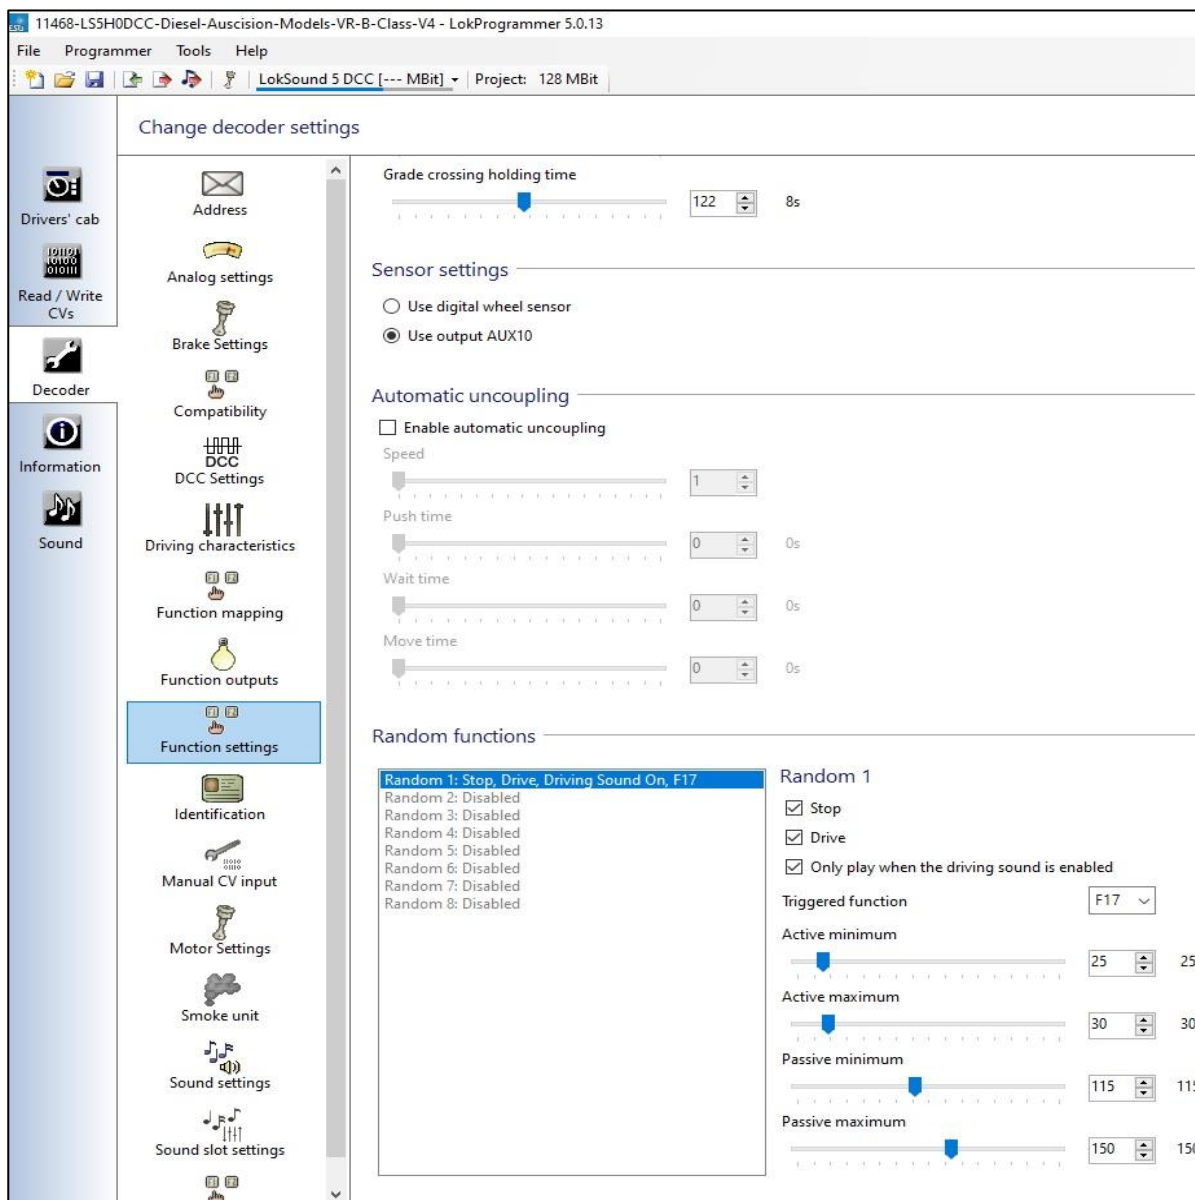 11468-LS5H0DCC-Diesel-Auscision-Models-VR-B-Class-V4 - LokProgrammer 5.0.13
File Programmer Tools Help
LokSound 5 DCC [--- MBit] Project: 128 MBit
Change decoder settings
Drivers' cab
Read / Write
CVs
Decoder
Information
Sound
Address
Analog settings
Brake Settings
Compatibility
DCC
DCC Settings
Driving characteristics
Function mapping
Function outputs
Function settings
Identification
Manual CV input
Motor Settings
Smoke unit
Sound settings
Sound slot settings
Grade crossing holding time
122 8s
Sensor settings
Use digital wheel sensor
Use output AUX10
Automatic uncoupling
Enable automatic uncoupling
Speed
1
Push time
0 0s
Wait time
0 0s
Move time
0 0s
Random functions
Random 1: Stop, Drive, Driving Sound On, F17
Random 2: Disabled
Random 3: Disabled
Random 4: Disabled
Random 5: Disabled
Random 6: Disabled
Random 7: Disabled
Random 8: Disabled
Random 1
Stop
Drive
Only play when the driving sound is enabled
Triggered function F17
Active minimum
25 25
Active maximum
30 30
Passive minimum
115 115
Passive maximum
150 150